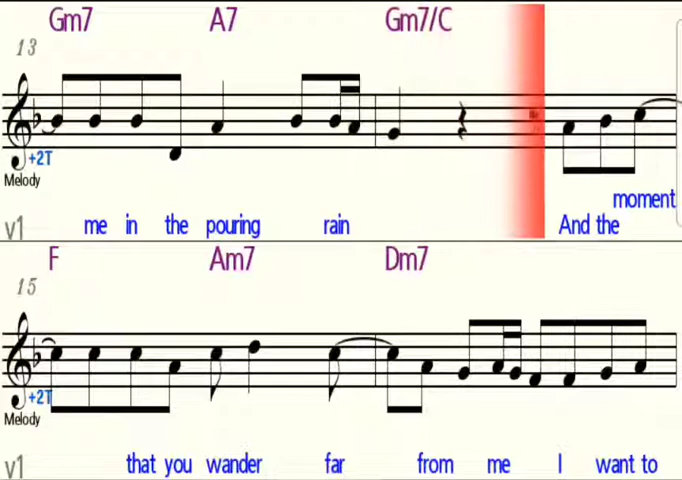 Gm7 A7 Gm7/C
13
+2T
Melody
moment
v1 me in the pouring rain And the
F Am7 Dm7
15
+2T
Melody
v1 that you wander far from me I want to